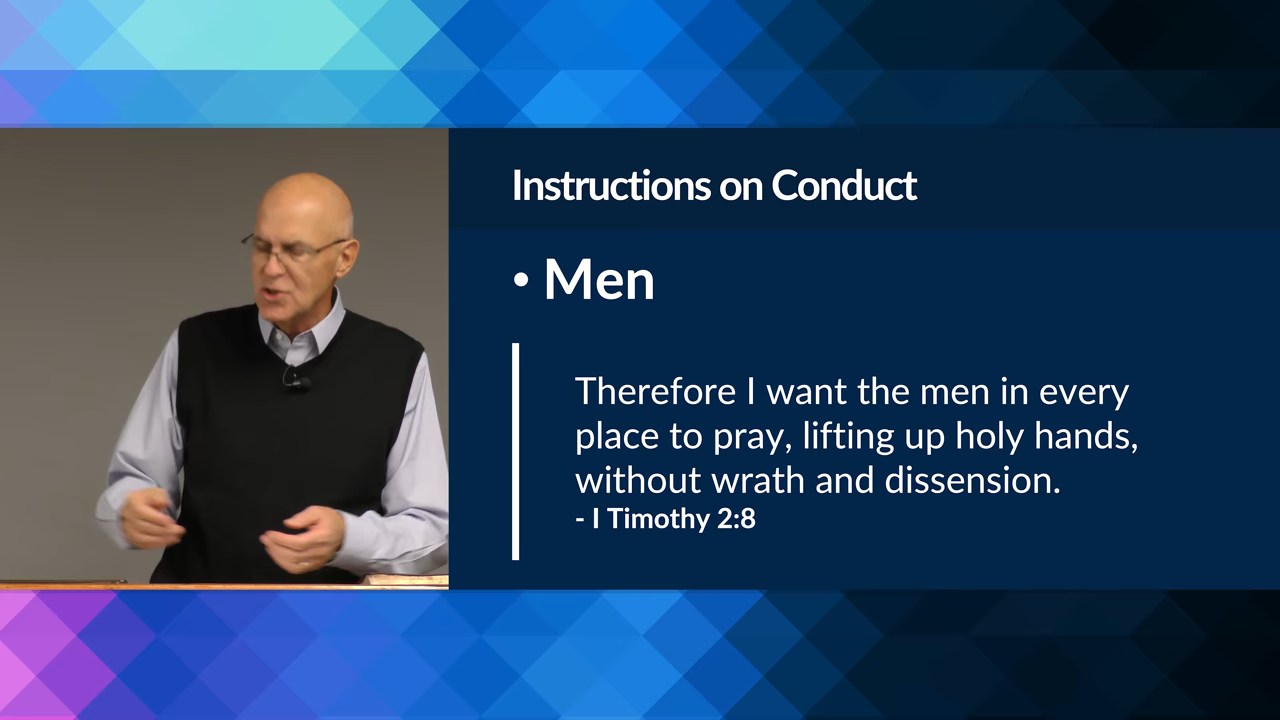 Instructions on Conduct
• Men
Therefore I want the men in every
place to pray, lifting up holy hands,
without wrath and dissension.
- I Timothy 2:8